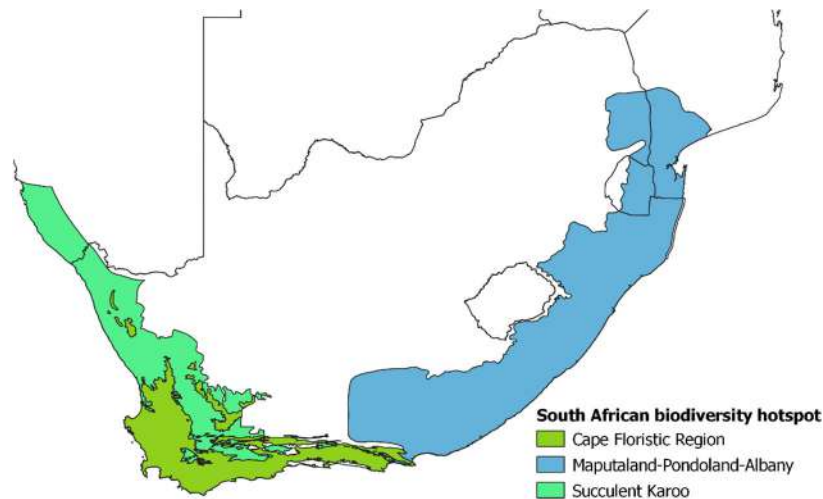 South African biodiversity hotspot
Cape Floristic Region
Maputaland-Pondoland-Albany
Succulent Karoo